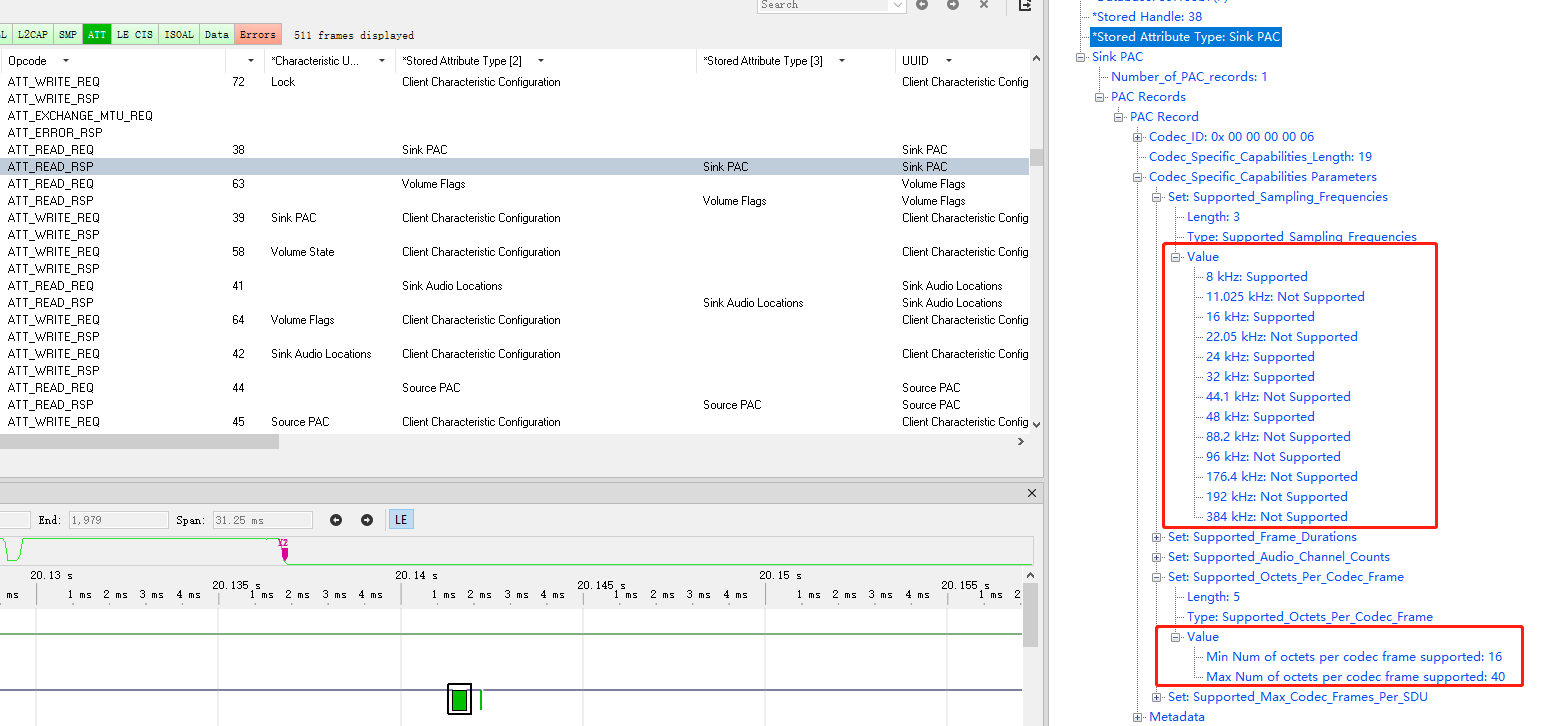 Search
L2CAP SMP ATT LE CIS ISOAL Data Errors 511 frames displayed
Opcode *Characteristic U... *Stored Attribute Type [2] *Stored Attribute Type [3] UUID
ATT_WRITE_REQ 72 Lock Client Characteristic Configuration Client Characteristic Config
ATT_WRITE_RSP
ATT_EXCHANGE_MTU_REQ
ATT_ERROR_RSP
ATT_READ_REQ 38 Sink PAC Sink PAC
ATT_READ_RSP Sink PAC Sink PAC
ATT_READ_REQ 63 Volume Flags Volume Flags
ATT_READ_RSP Volume Flags Volume Flags
ATT_WRITE_REQ 39 Sink PAC Client Characteristic Configuration Client Characteristic Config
ATT_WRITE_RSP
ATT_WRITE_REQ 58 Volume State Client Characteristic Configuration Client Characteristic Config
ATT_WRITE_RSP
ATT_READ_REQ 41 Sink Audio Locations Sink Audio Locations
ATT_READ_RSP Sink Audio Locations Sink Audio Locations
ATT_WRITE_REQ 64 Volume Flags Client Characteristic Configuration Client Characteristic Config
ATT_WRITE_RSP
ATT_WRITE_REQ 42 Sink Audio Locations Client Characteristic Configuration Client Characteristic Config
ATT_WRITE_RSP
ATT_READ_REQ 44 Source PAC Source PAC
ATT_READ_RSP Source PAC Source PAC
ATT_WRITE_REQ 45 Source PAC Client Characteristic Configuration Client Characteristic Config
End: 1,979 Span: 31.25 ms LE
X2
20.13 s 20.135 s 20.14 s 20.145 s 20.15 s 20.155 s
ms 1 ms 2 ms 3 ms 4 ms 1 ms 2 ms 3 ms 4 ms 1 ms 2 ms 3 ms 4 ms 1 ms 2 ms 3 ms 4 ms 1 ms 2 ms 3 ms 4 ms 1 ms 2
*Stored Handle: 38
*Stored Attribute Type: Sink PAC
Sink PAC
Number_of_PAC_records: 1
PAC Records
PAC Record
Codec_ID: 0x 00 00 00 00 06
Codec_Specific_Capabilities_Length: 19
Codec_Specific_Capabilities Parameters
Set: Supported_Sampling_Frequencies
Length: 3
Type: Supported_Sampling_Frequencies
Value
8 kHz: Supported
11.025 kHz: Not Supported
16 kHz: Supported
22.05 kHz: Not Supported
24 kHz: Supported
32 kHz: Supported
44.1 kHz: Not Supported
48 kHz: Supported
88.2 kHz: Not Supported
96 kHz: Not Supported
176.4 kHz: Not Supported
192 kHz: Not Supported
384 kHz: Not Supported
Set: Supported_Frame_Durations
Set: Supported_Audio_Channel_Counts
Set: Supported_Octets_Per_Codec_Frame
Length: 5
Type: Supported_Octets_Per_Codec_Frame
Value
Min Num of octets per codec frame supported: 16
Max Num of octets per codec frame supported: 40
Set: Supported_Max_Codec_Frames_Per_SDU
Metadata